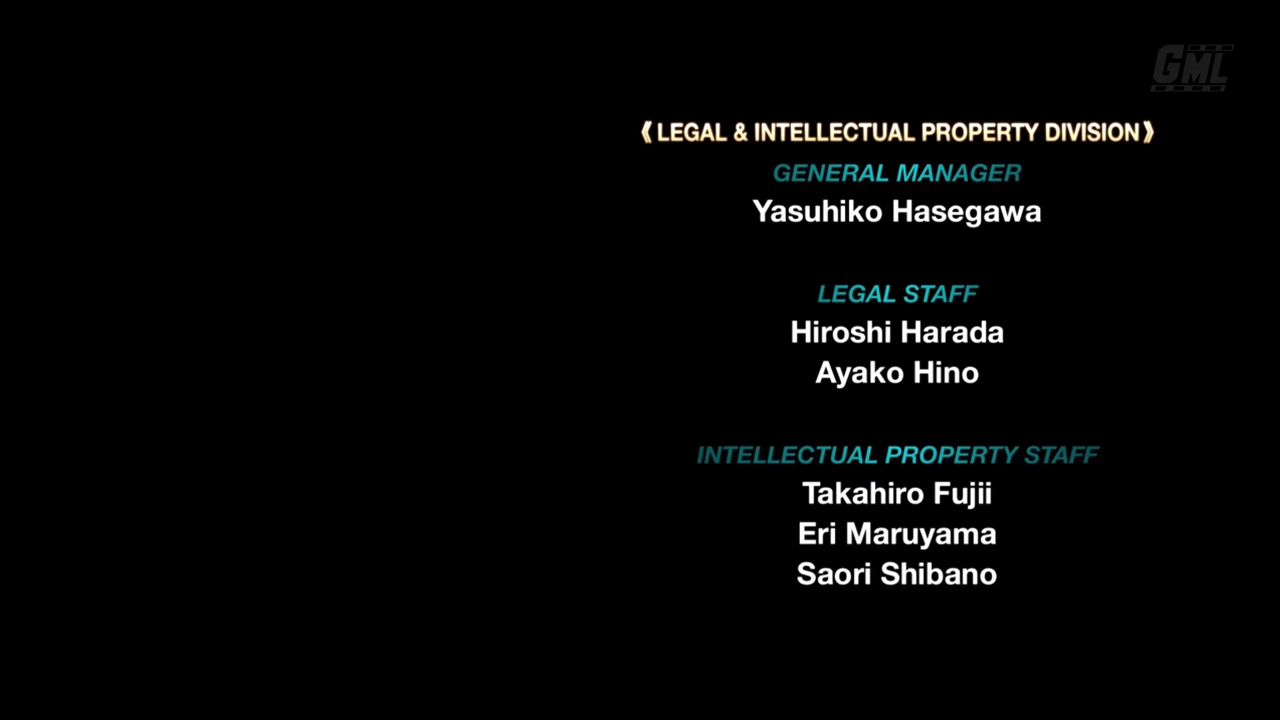 GML
《LEGAL & INTELLECTUAL PROPERTY DIVISION》
GENERAL MANAGER
Yasuhiko Hasegawa
LEGAL STAFF
Hiroshi Harada
Ayako Hino
INTELLECTUAL PROPERTY STAFF
Takahiro Fujii
Eri Maruyama
Saori Shibano